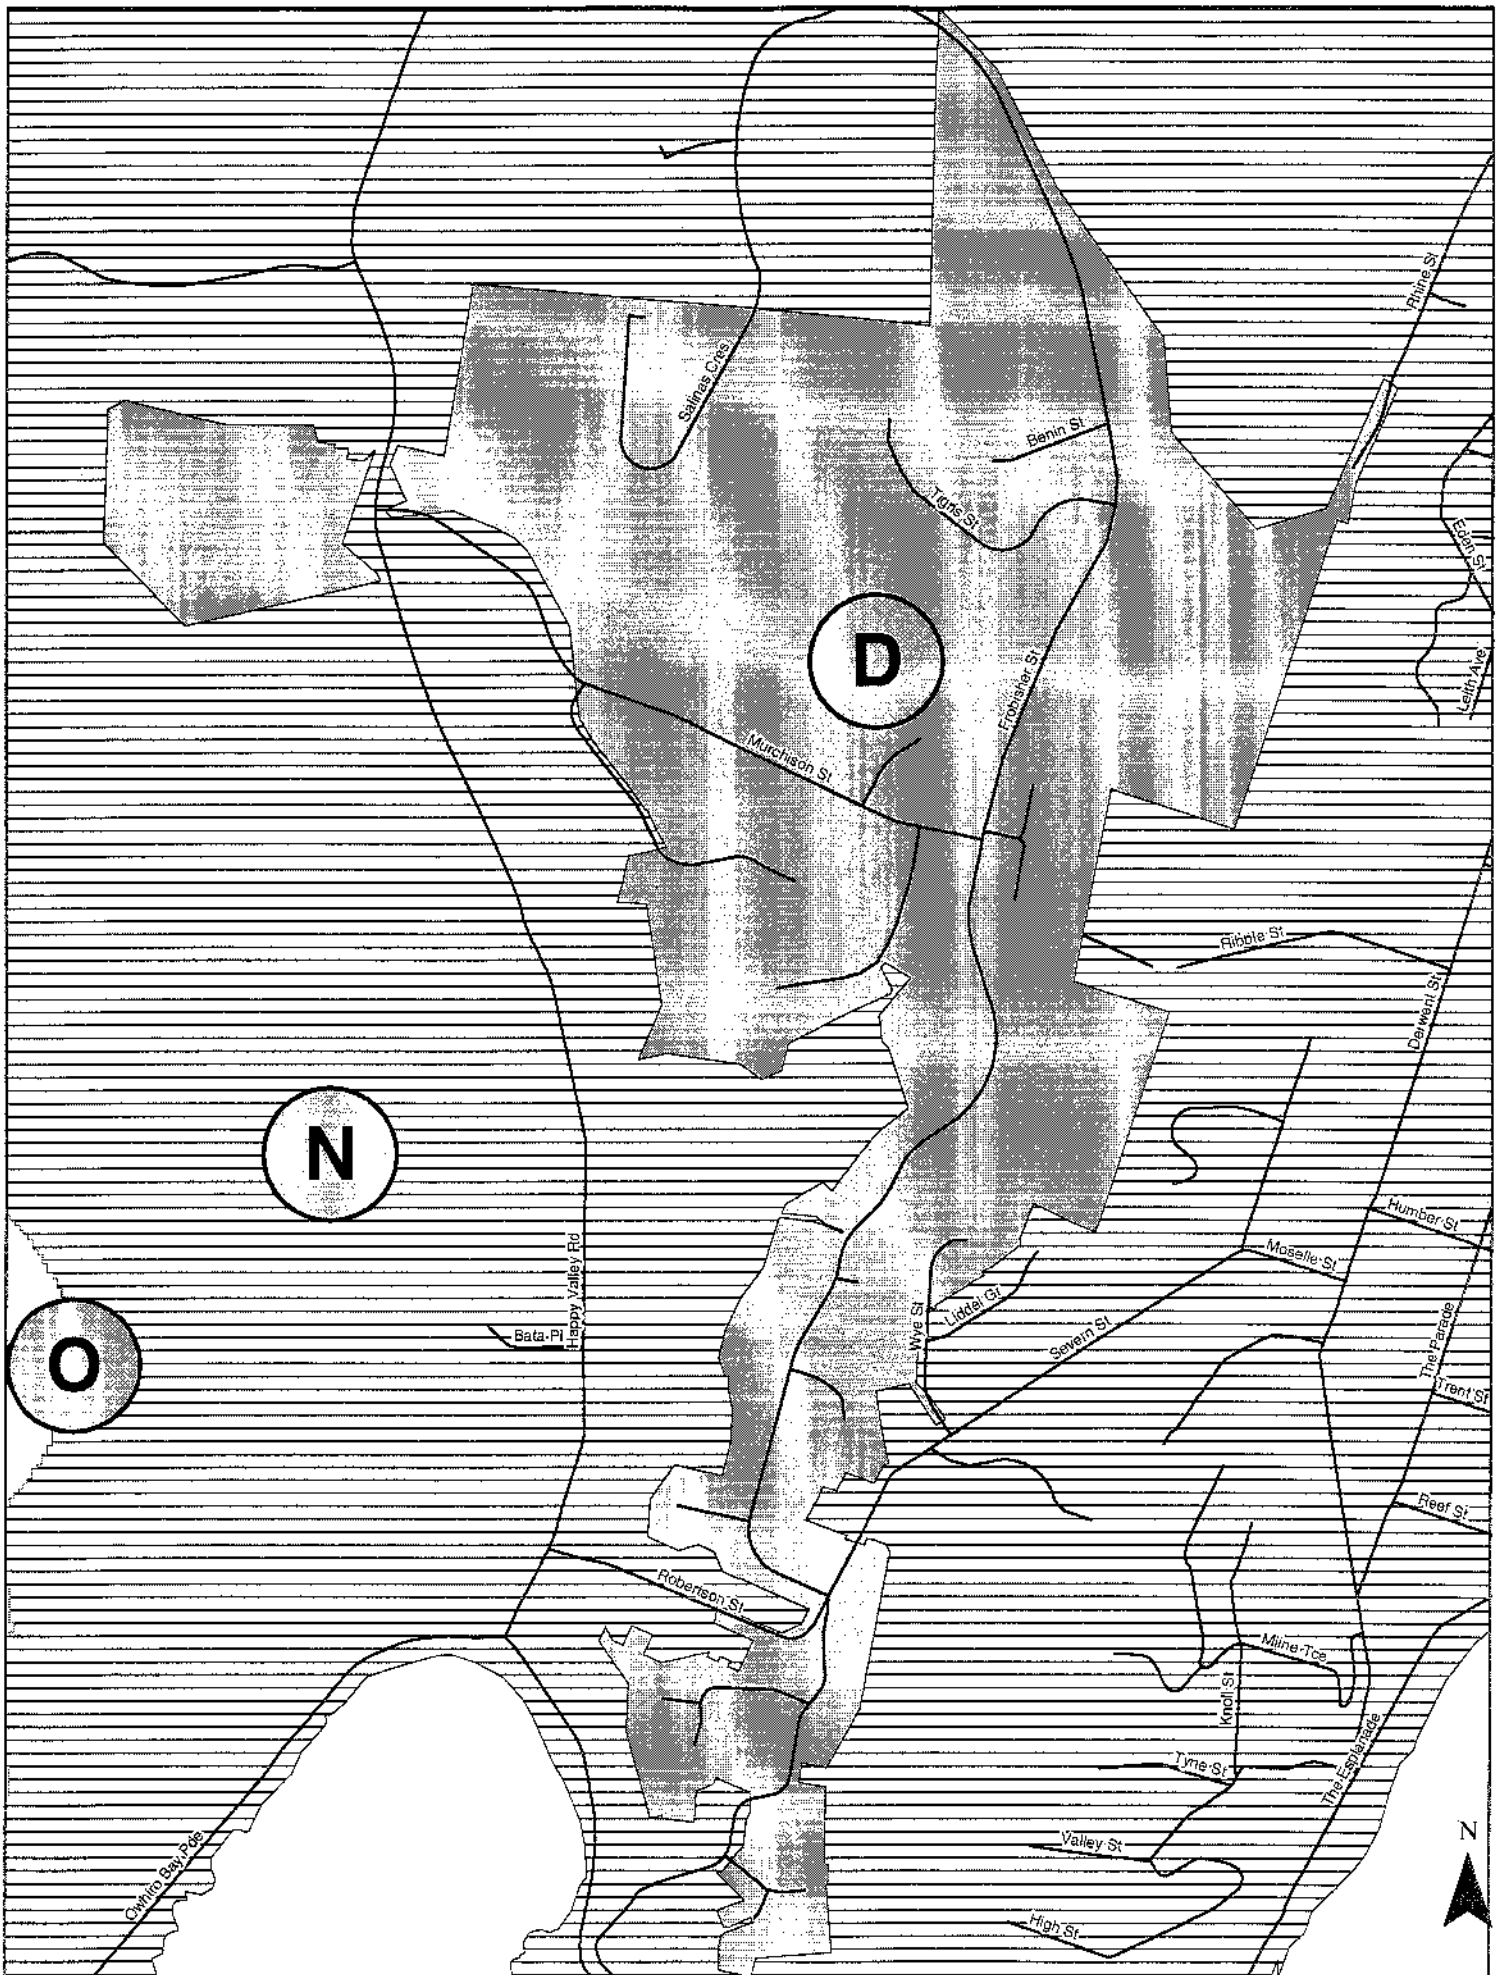 Rhine St
Salinas Cres
Benin St
Tigris St
Edein St
D
Frobisher St
Leith Ave
Murchison St
Ribble St
Derwent St
N
Humber St
Moselle St
Happy Valley Rd
Wye St
Liddel Gr
Severn St
Bata Pl
O
The Parade
Trent St
Reef St
Robertson St
Milne Tce
Knoll St
Tyne St
The Esplanade
Valley St
N
Owhiro Bay Pde
High St